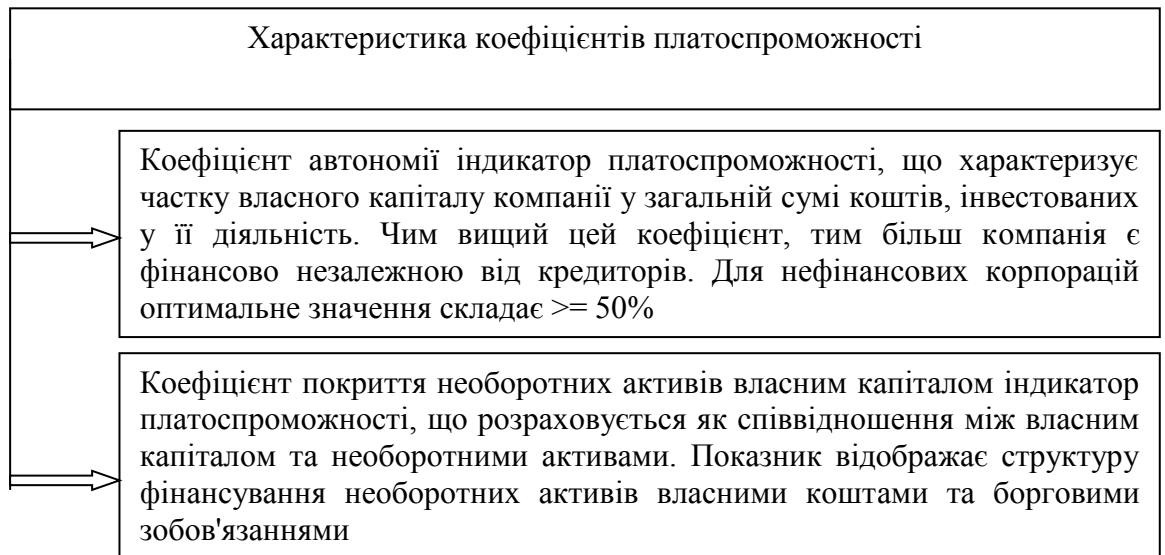 Характеристика коефіцієнтів платоспроможності
Коефіцієнт автономії індикатор платоспроможності, що характеризує
частку власного капіталу компанії у загальній сумі коштів, інвестованих
у її діяльність. Чим вищий цей коефіцієнт, тим більш компанія є
фінансово незалежною від кредиторів. Для нефінансових корпорацій
оптимальне значення складає >= 50%
Коефіцієнт покриття необоротних активів власним капіталом індикатор
платоспроможності, що розраховується як співвідношення між власним
капіталом та необоротними активами. Показник відображає структуру
фінансування необоротних активів власними коштами та борговими
зобов'язаннями